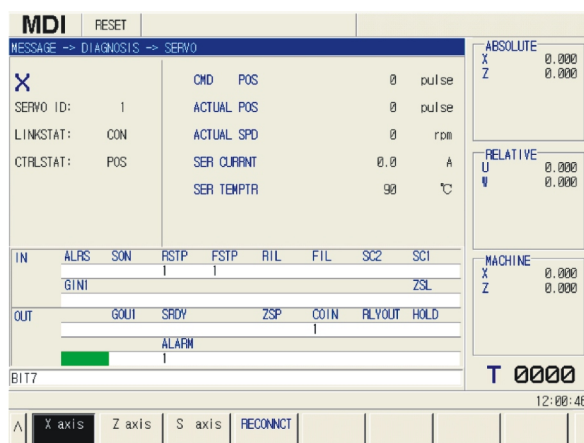 MDI RESET
MESSAGE -> DIAGNOSIS -> SERVO
X
SERVO ID: 1
LINKSTAT: CON
CTRLSTAT: POS
CMD POS 0 pulse
ACTUAL POS 0 pulse
ACTUAL SPD 0 rpm
SER CURRNT 0.0 A
SER TEMPTR 90 ℃
IN ALRS SON RSTP FSTP RIL FIL SC2 SC1
1 1
GIN1 ZSL
OUT GOU1 SRDY ZSP COIN RLYOUT HOLD
1
ALARM
1
BIT7
ABSOLUTE
X 0.000
Z 0.000
RELATIVE
U 0.000
W 0.000
MACHINE
X 0.000
Z 0.000
T 0000
12:00:46
Λ X axis Z axis S axis RECONNCT